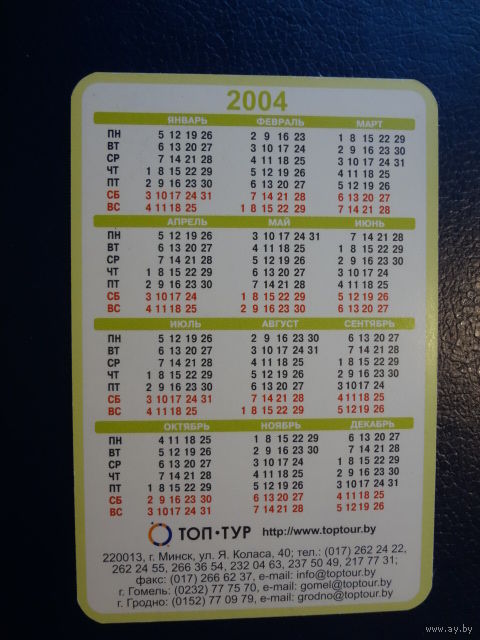 2004
ЯНВАРЬ ФЕВРАЛЬ МАРТ
ПН 5 12 19 26 2 9 16 23 1 8 15 22 29
ВТ 6 13 20 27 3 10 17 24 2 9 16 23 30
СР 7 14 21 28 4 11 18 25 3 10 17 24 31
ЧТ 1 8 15 22 29 5 12 19 26 4 11 18 25
ПТ 2 9 16 23 30 6 13 20 27 5 12 19 26
СБ 3 10 17 24 31 7 14 21 28 6 13 20 27
ВС 4 11 18 25 1 8 15 22 29 7 14 21 28
АПРЕЛЬ МАЙ ИЮНЬ
ПН 5 12 19 26 3 10 17 24 31 7 14 21 28
ВТ 6 13 20 27 4 11 18 25 1 8 15 22 29
СР 7 14 21 28 5 12 19 26 2 9 16 23 30
ЧТ 1 8 15 22 29 6 13 20 27 3 10 17 24
ПТ 2 9 16 23 30 7 14 21 28 4 11 18 25
СБ 3 10 17 24 1 8 15 22 29 5 12 19 26
ВС 4 11 18 25 2 9 16 23 30 6 13 20 27
ИЮЛЬ АВГУСТ СЕНТЯБРЬ
ПН 5 12 19 26 2 9 16 23 30 6 13 20 27
ВТ 6 13 20 27 3 10 17 24 31 7 14 21 28
СР 7 14 21 28 4 11 18 25 1 8 15 22 29
ЧТ 1 8 15 22 29 5 12 19 26 2 9 16 23 30
ПТ 2 9 16 23 30 6 13 20 27 3 10 17 24
СБ 3 10 17 24 31 7 14 21 28 4 11 18 25
ВС 4 11 18 25 1 8 15 22 29 5 12 19 26
ОКТЯБРЬ НОЯБРЬ ДЕКАБРЬ
ПН 4 11 18 25 1 8 15 22 29 6 13 20 27
ВТ 5 12 19 26 2 9 16 23 30 7 14 21 28
СР 6 13 20 27 3 10 17 24 1 8 15 22 29
ЧТ 7 14 21 28 4 11 18 25 2 9 16 23 30
ПТ 1 8 15 22 29 5 12 19 26 3 10 17 24 31
СБ 2 9 16 23 30 6 13 20 27 4 11 18 25
ВС 3 10 17 24 31 7 14 21 28 5 12 19 26
ТОП•ТУР http://www.toptour.by
220013, г. Минск, ул. Я. Коласа, 40; тел.: (017) 262 24 22,
262 24 55, 266 36 54, 232 04 63, 237 50 49, 217 77 31;
факс: (017) 266 62 37, e-mail: info@toptour.by
г. Гомель: (0232) 77 75 70, e-mail: gomel@toptour.by
г. Гродно: (0152) 77 09 79, e-mail: grodno@toptour.by
www.ay.by